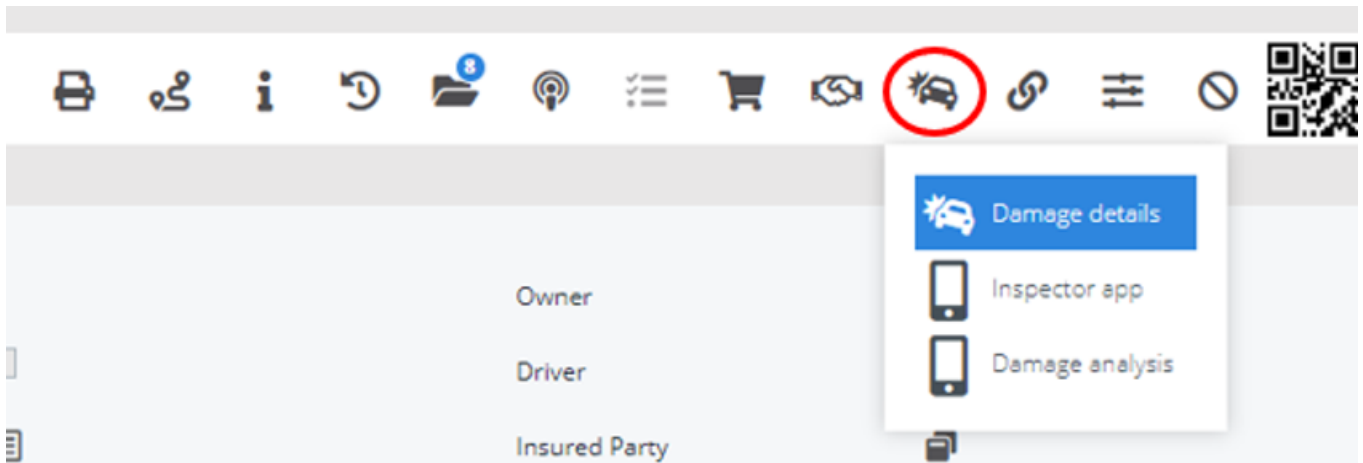 8
Damage details
Owner
Inspector app
Driver
Damage analysis
Insured Party